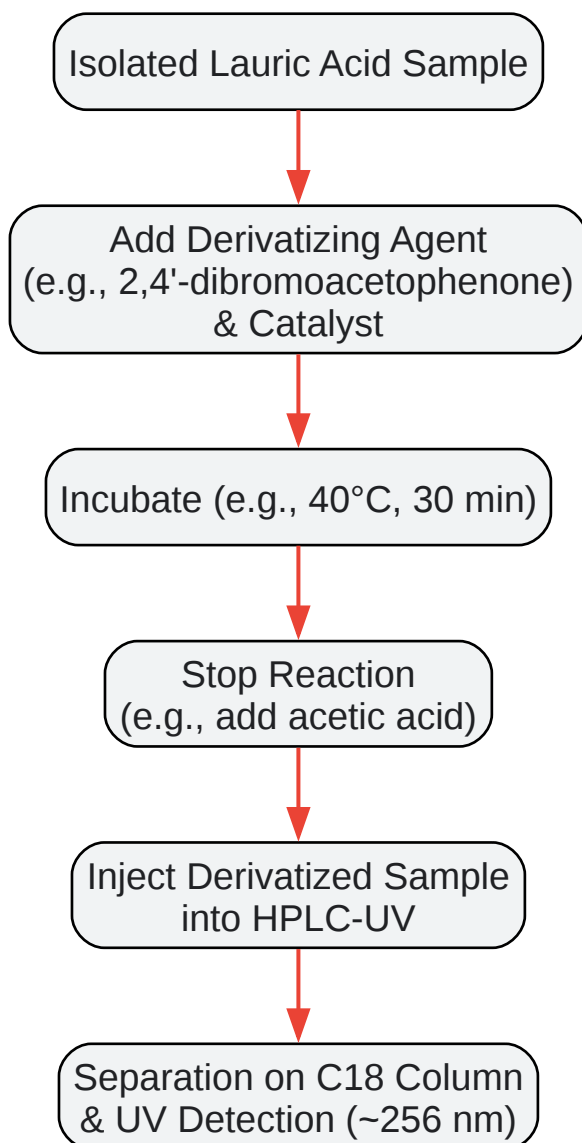 Isolated Lauric Acid Sample
Add Derivatizing Agent
(e.g., 2,4'-dibromoacetophenone)
& Catalyst
Incubate (e.g., 40°C, 30 min)
Stop Reaction
(e.g., add acetic acid)
Inject Derivatized Sample
into HPLC-UV
Separation on C18 Column
& UV Detection (~256 nm)